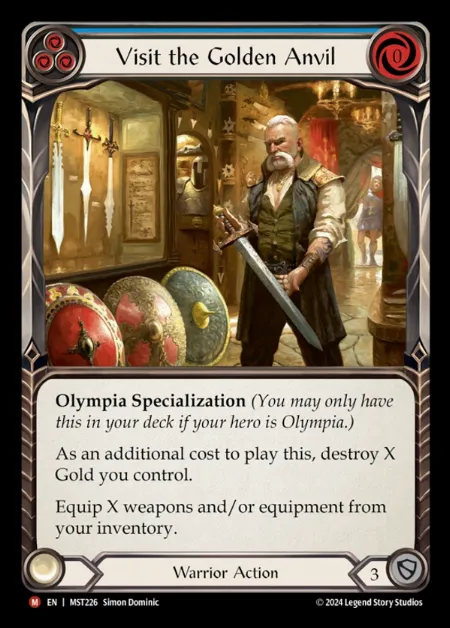 Visit the Golden Anvil
0
Olympia Specialization (You may only have
this in your deck if your hero is Olympia.)
As an additional cost to play this, destroy X
Gold you control.
Equip X weapons and/or equipment from
your inventory.
Warrior Action
3
M EN | MST226 Simon Dominic
© 2024 Legend Story Studios